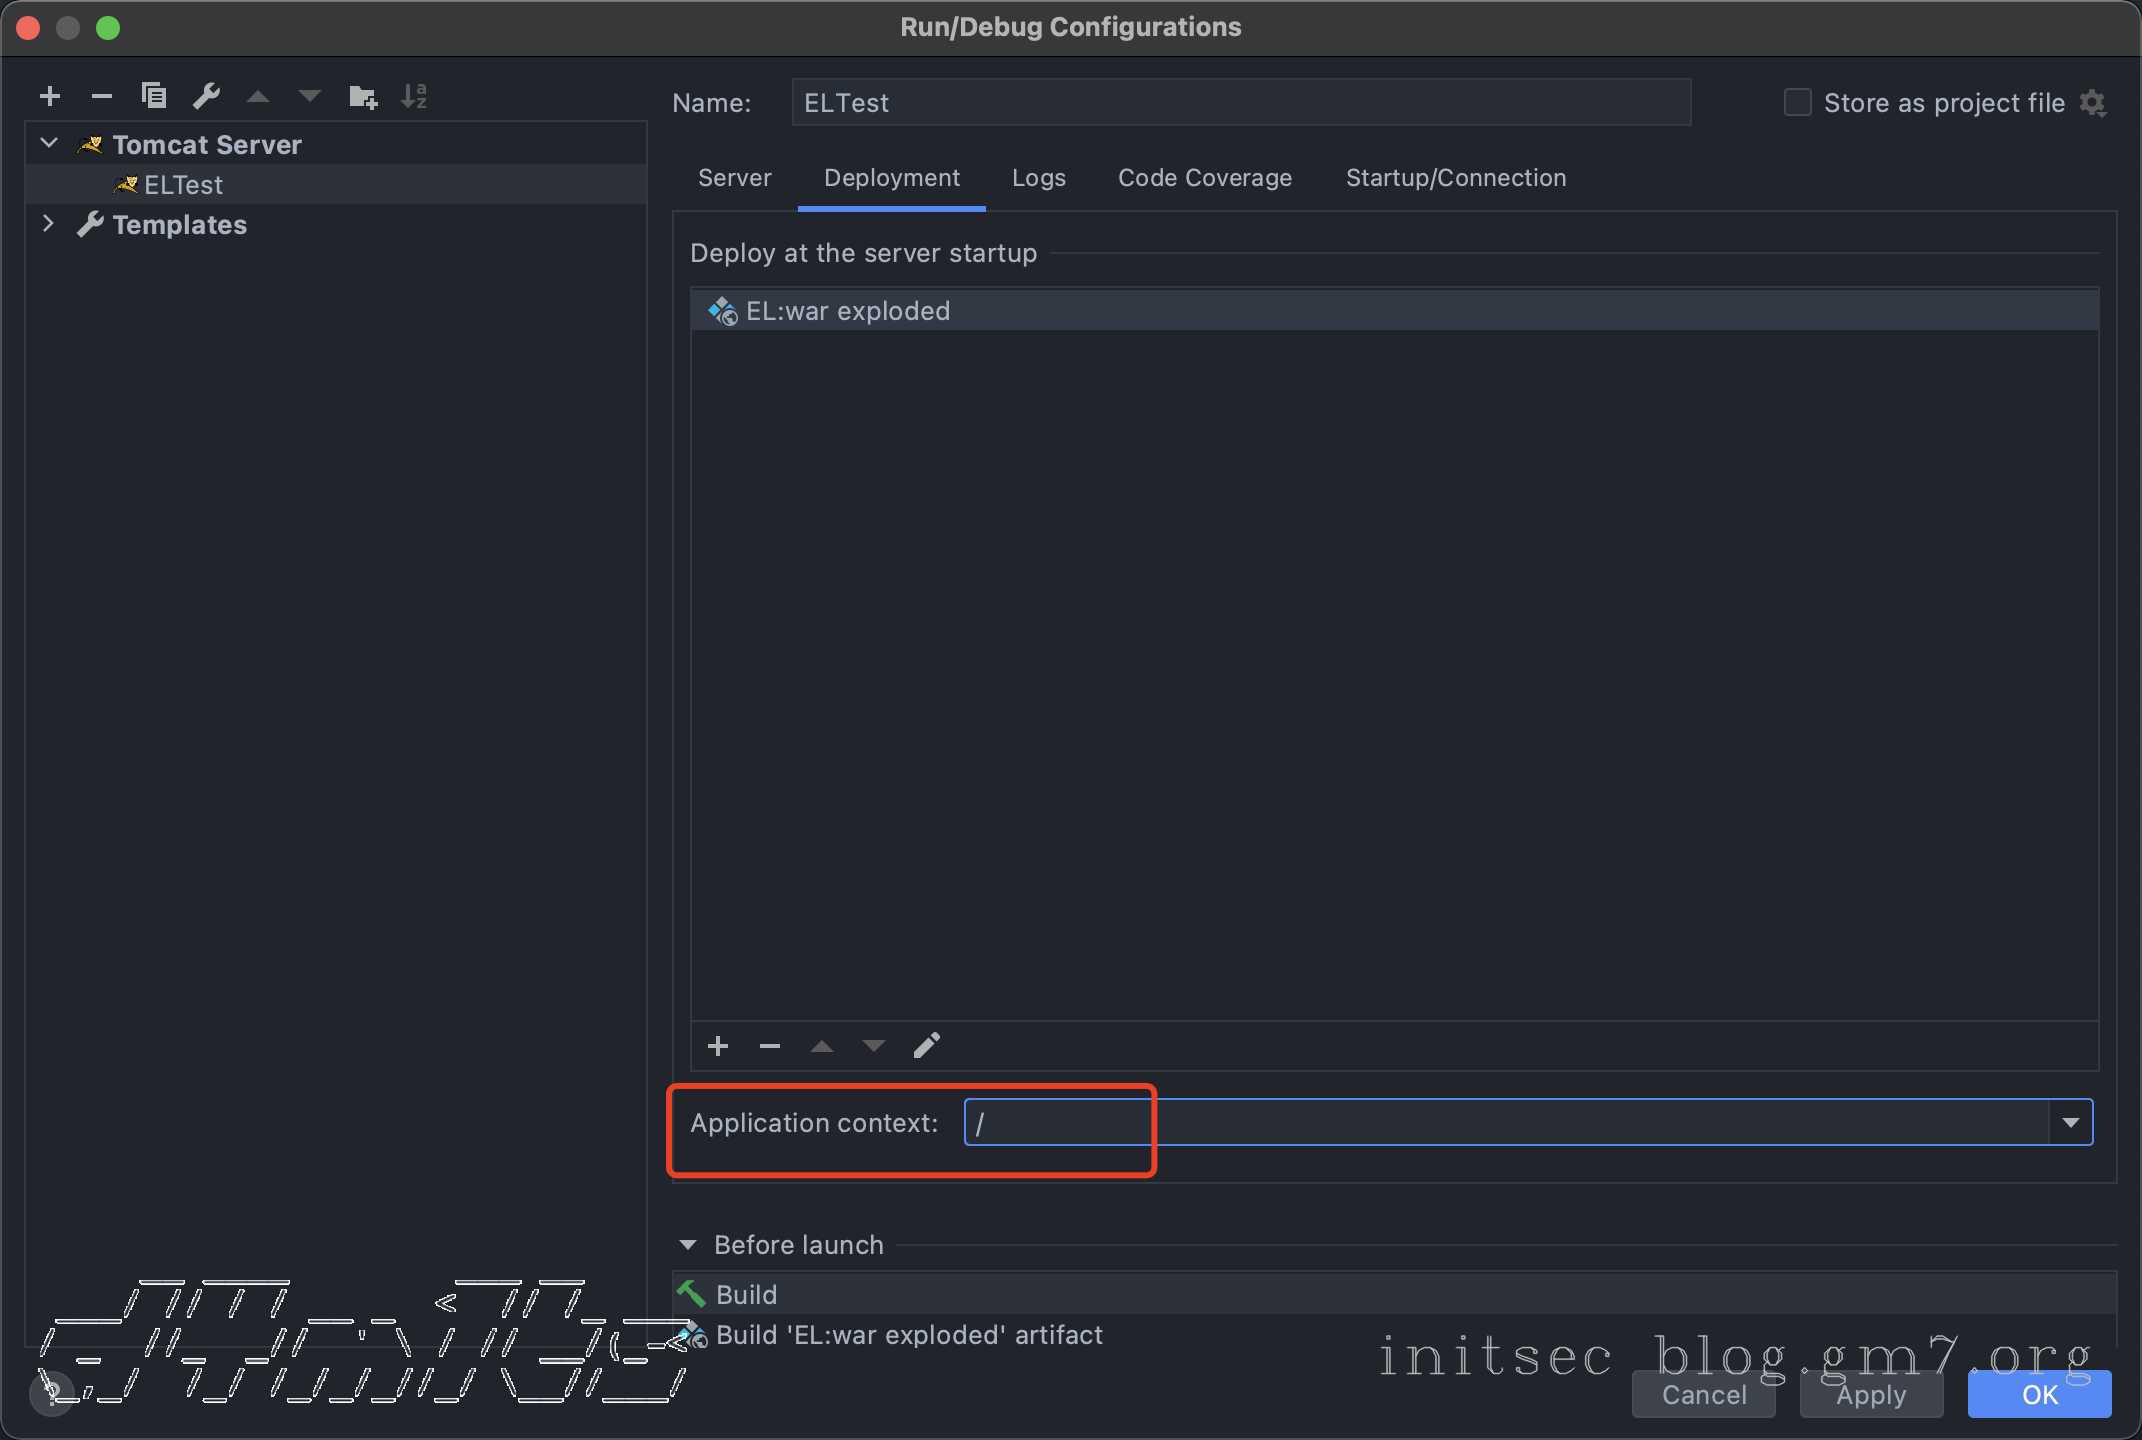 Run/Debug Configurations
Name: ELTest Store as project file
Tomcat Server
ELTest
Templates
Server Deployment Logs Code Coverage Startup/Connection
Deploy at the server startup
EL:war exploded
Application context: /
Before launch
Build
Build 'EL:war exploded' artifact
initsec blog.gm7.org
Cancel Apply OK